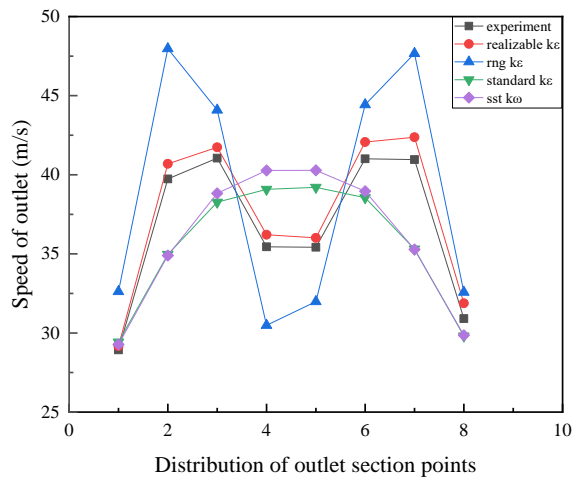 50
45
40
35
30
25
0
2
4
6
8
10
Speed of outlet (m/s)
Distribution of outlet section points
experiment
realizable kε
rng kε
standard kε
sst kω